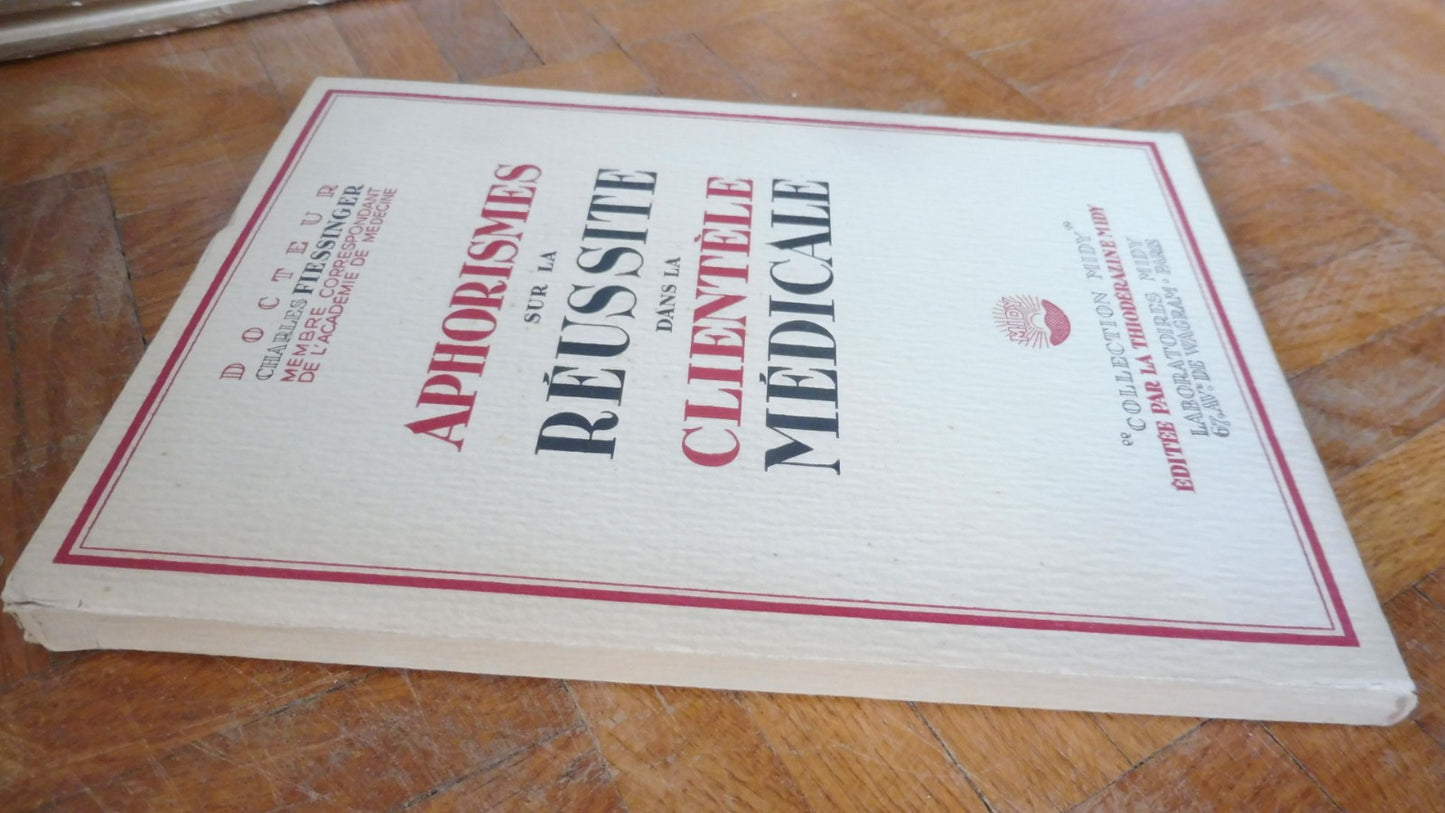 DOCTEUR
CHARLES FIESSINGER
MEMBRE CORRESPONDANT
DE L'ACADÉMIE DE MÉDECINE
APHORISMES
SUR LA
RÉUSSITE
DANS LA
CLIENTÈLE
MÉDICALE
MIDY
"COLLECTION MIDY"
ÉDITÉE PAR LA THIODÉRAZINE MIDY
LABORATOIRES MIDY
67, AVᵉ DE WAGRAM · PARIS